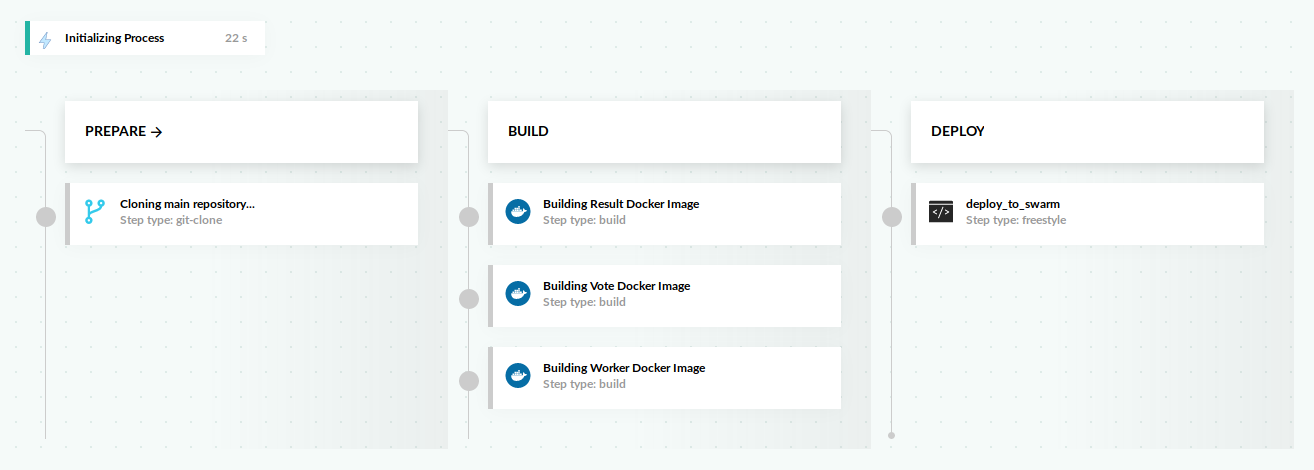 Initializing Process 22 s
PREPARE →
Cloning main repository...
Step type: git-clone
BUILD
Building Result Docker Image
Step type: build
Building Vote Docker Image
Step type: build
Building Worker Docker Image
Step type: build
DEPLOY
deploy_to_swarm
Step type: freestyle